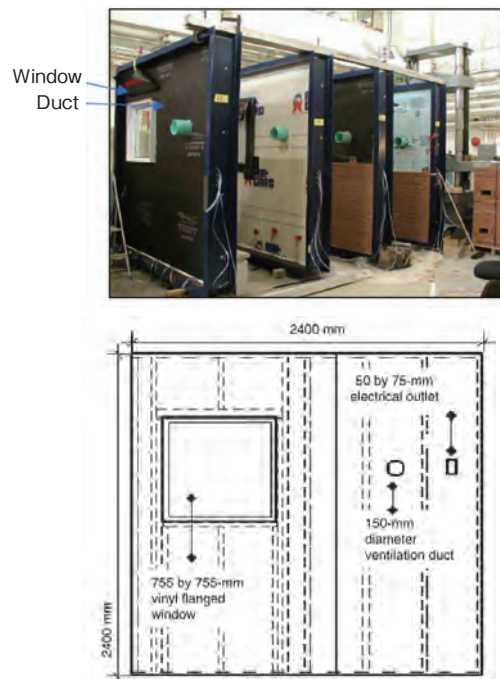 Window
Duct
2400 mm
50 by 75-mm
electrical outlet
150-mm
diameter
ventilation duct
755 by 755-mm
vinyl flanged
window
2400 mm